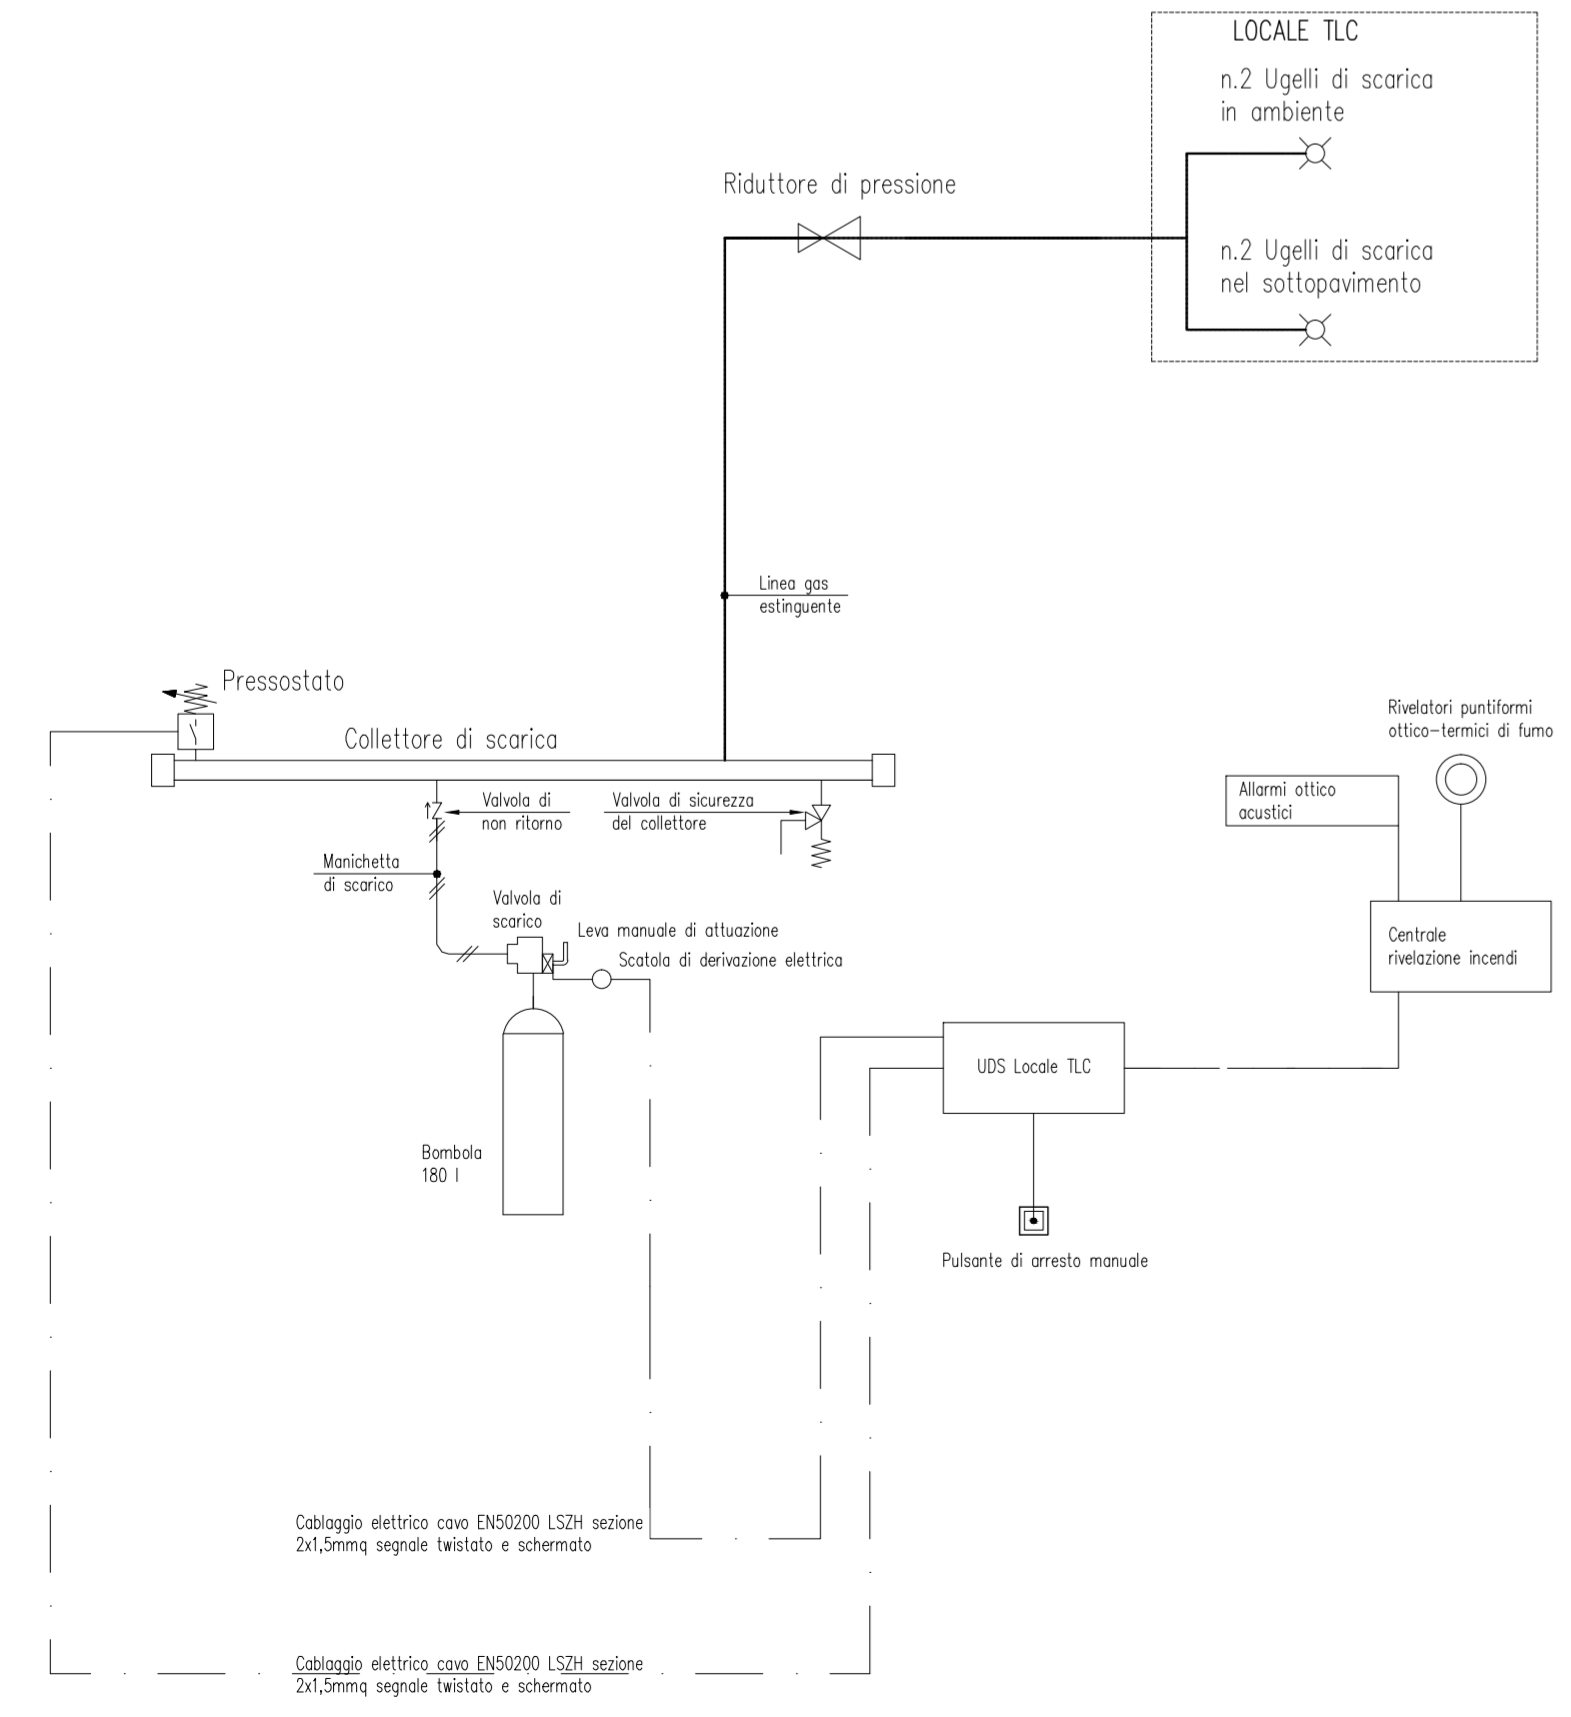 LOCALE TLC
n.2 Ugelli di scarica
in ambiente
Riduttore di pressione
n.2 Ugelli di scarica
nel sottopavimento
Linea gas
estinguente
Pressostato
Collettore di scarica
Rivelatori puntiformi
ottico-termici di fumo
Allarmi ottico
acustici
Valvola di
non ritorno
Valvola di sicurezza
del collettore
Manichetta
di scarico
Valvola di
scarico
Leva manuale di attuazione
Scatola di derivazione elettrica
Centrale
rivelazione incendi
UDS Locale TLC
Bombola
180 l
Pulsante di arresto manuale
Cablaggio elettrico cavo EN50200 LSZH sezione
2x1,5mmq segnale twistato e schermato
Cablaggio elettrico cavo EN50200 LSZH sezione
2x1,5mmq segnale twistato e schermato